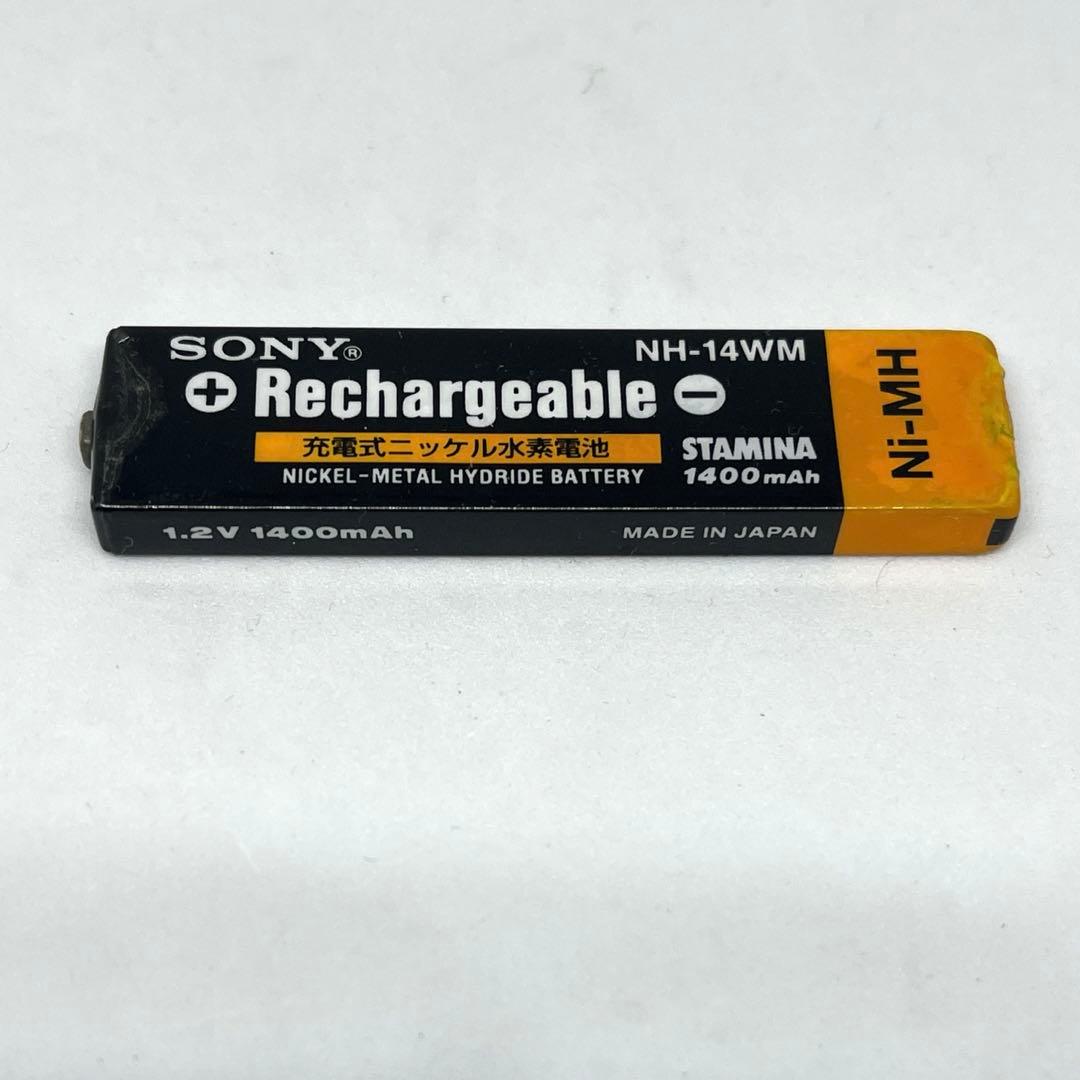 SONY® NH-14WM
⊕ Rechargeable ⊖
充電式ニッケル水素電池 STAMINA
NICKEL-METAL HYDRIDE BATTERY 1400mAh
1.2V 1400mAh MADE IN JAPAN
Ni-MH